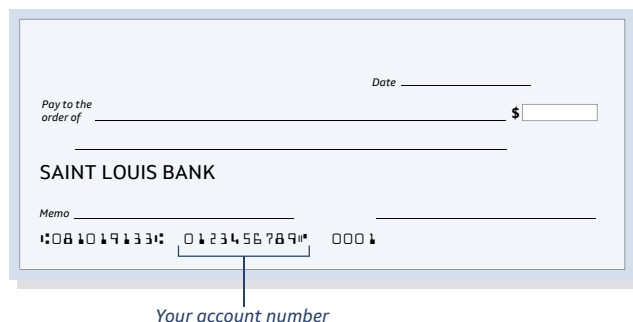 Date
Pay to the
order of
$
SAINT LOUIS BANK
Memo
⑆081019133⑆ 0123456789⑈ 0001
Your account number